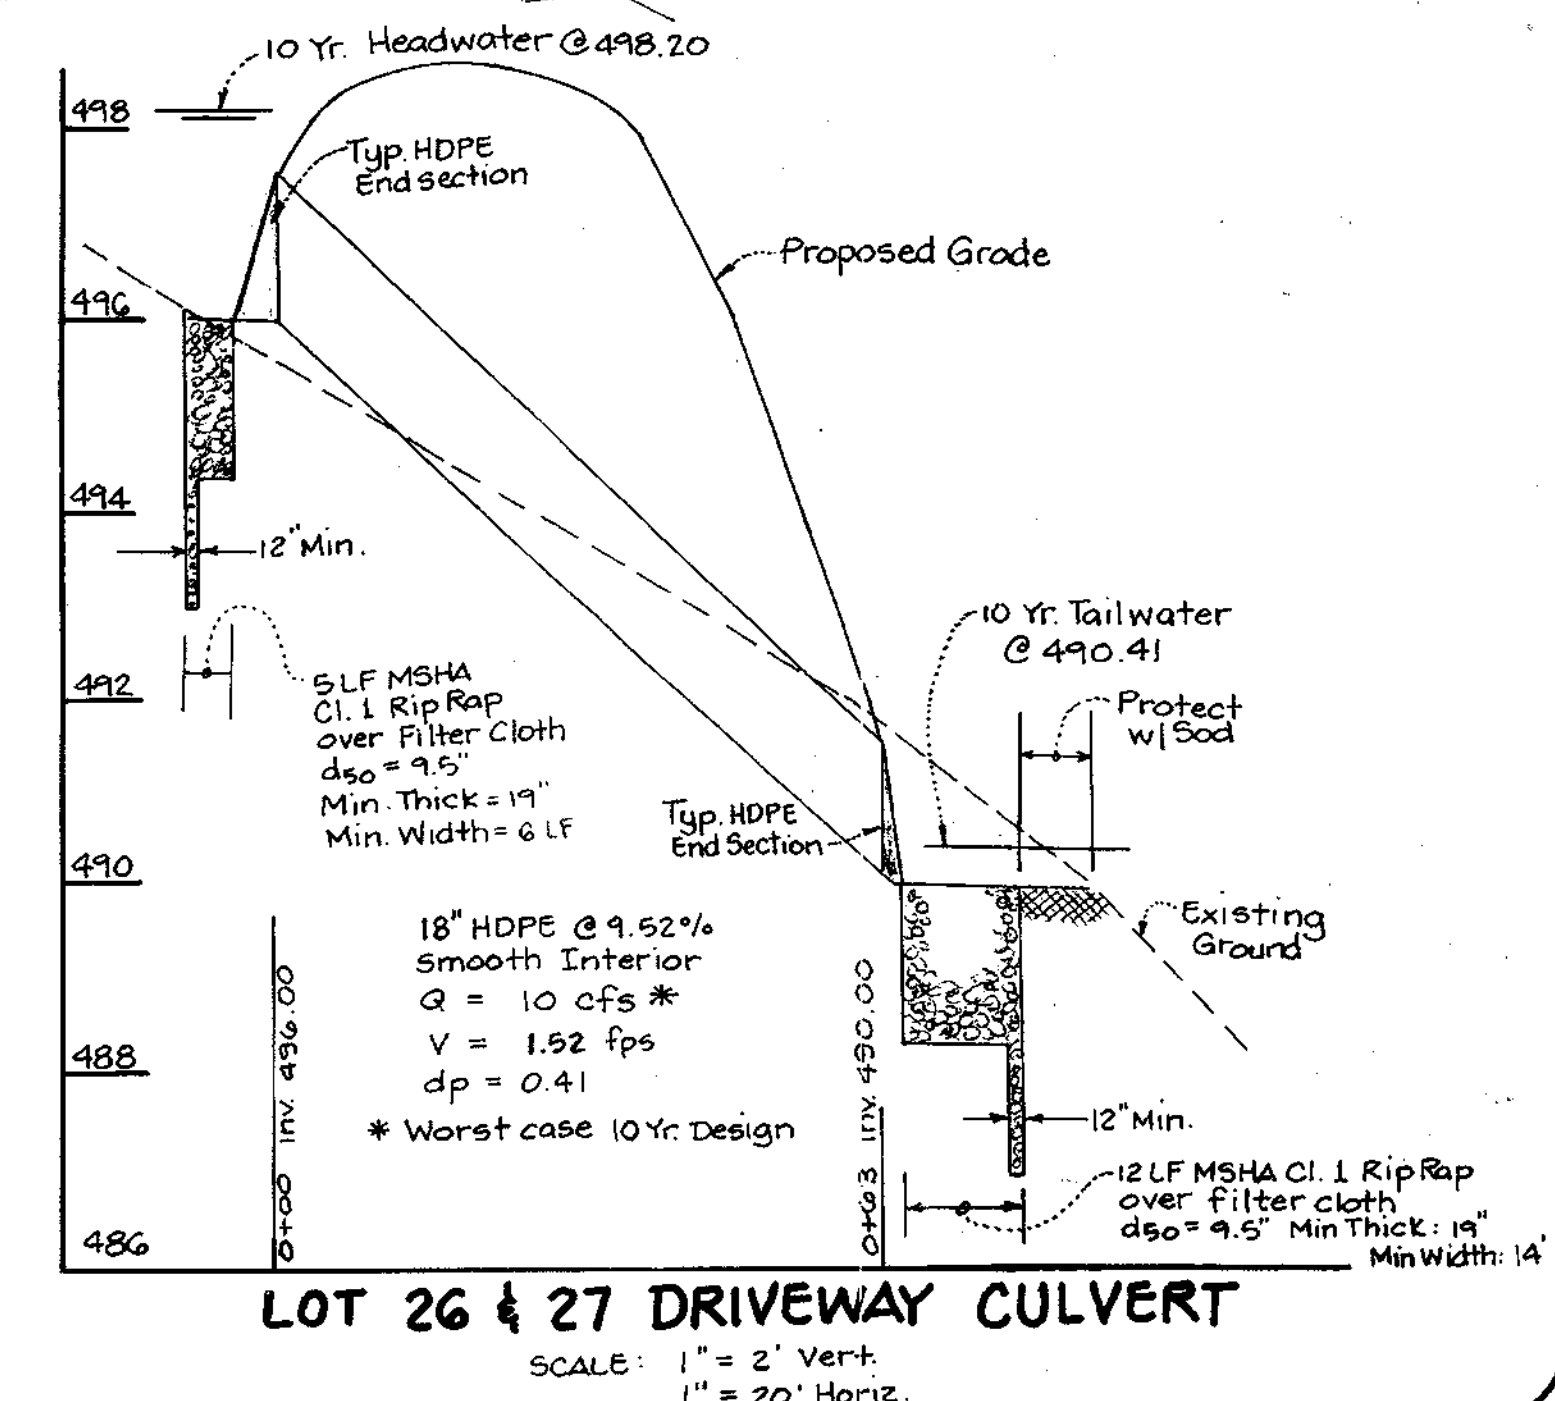 10 Yr. Headwater @ 498.20
498
Typ. HDPE
End section
Proposed Grade
496
494
12" Min.
10 Yr. Tailwater
@ 490.41
492
5 LF MSHA
Cl. 1 Rip Rap
over Filter Cloth
d50 = 9.5"
Min. Thick = 19"
Min. Width = 6 LF
Protect
w/ Sod
Typ. HDPE
End Section
490
18" HDPE @ 9.52%
Smooth Interior
Q = 10 cfs *
V = 1.52 fps
dp = 0.41
* Worst case 10 Yr. Design
Existing
Ground
488
12" Min.
12 LF MSHA Cl. 1 Rip Rap
over filter cloth
d50 = 9.5" Min Thick: 19"
Min Width: 14'
486
0+00 Inv. 496.00
0+63 Inv. 490.00
LOT 26 & 27 DRIVEWAY CULVERT
SCALE: 1" = 2' Vert.
1" = 20' Horiz.